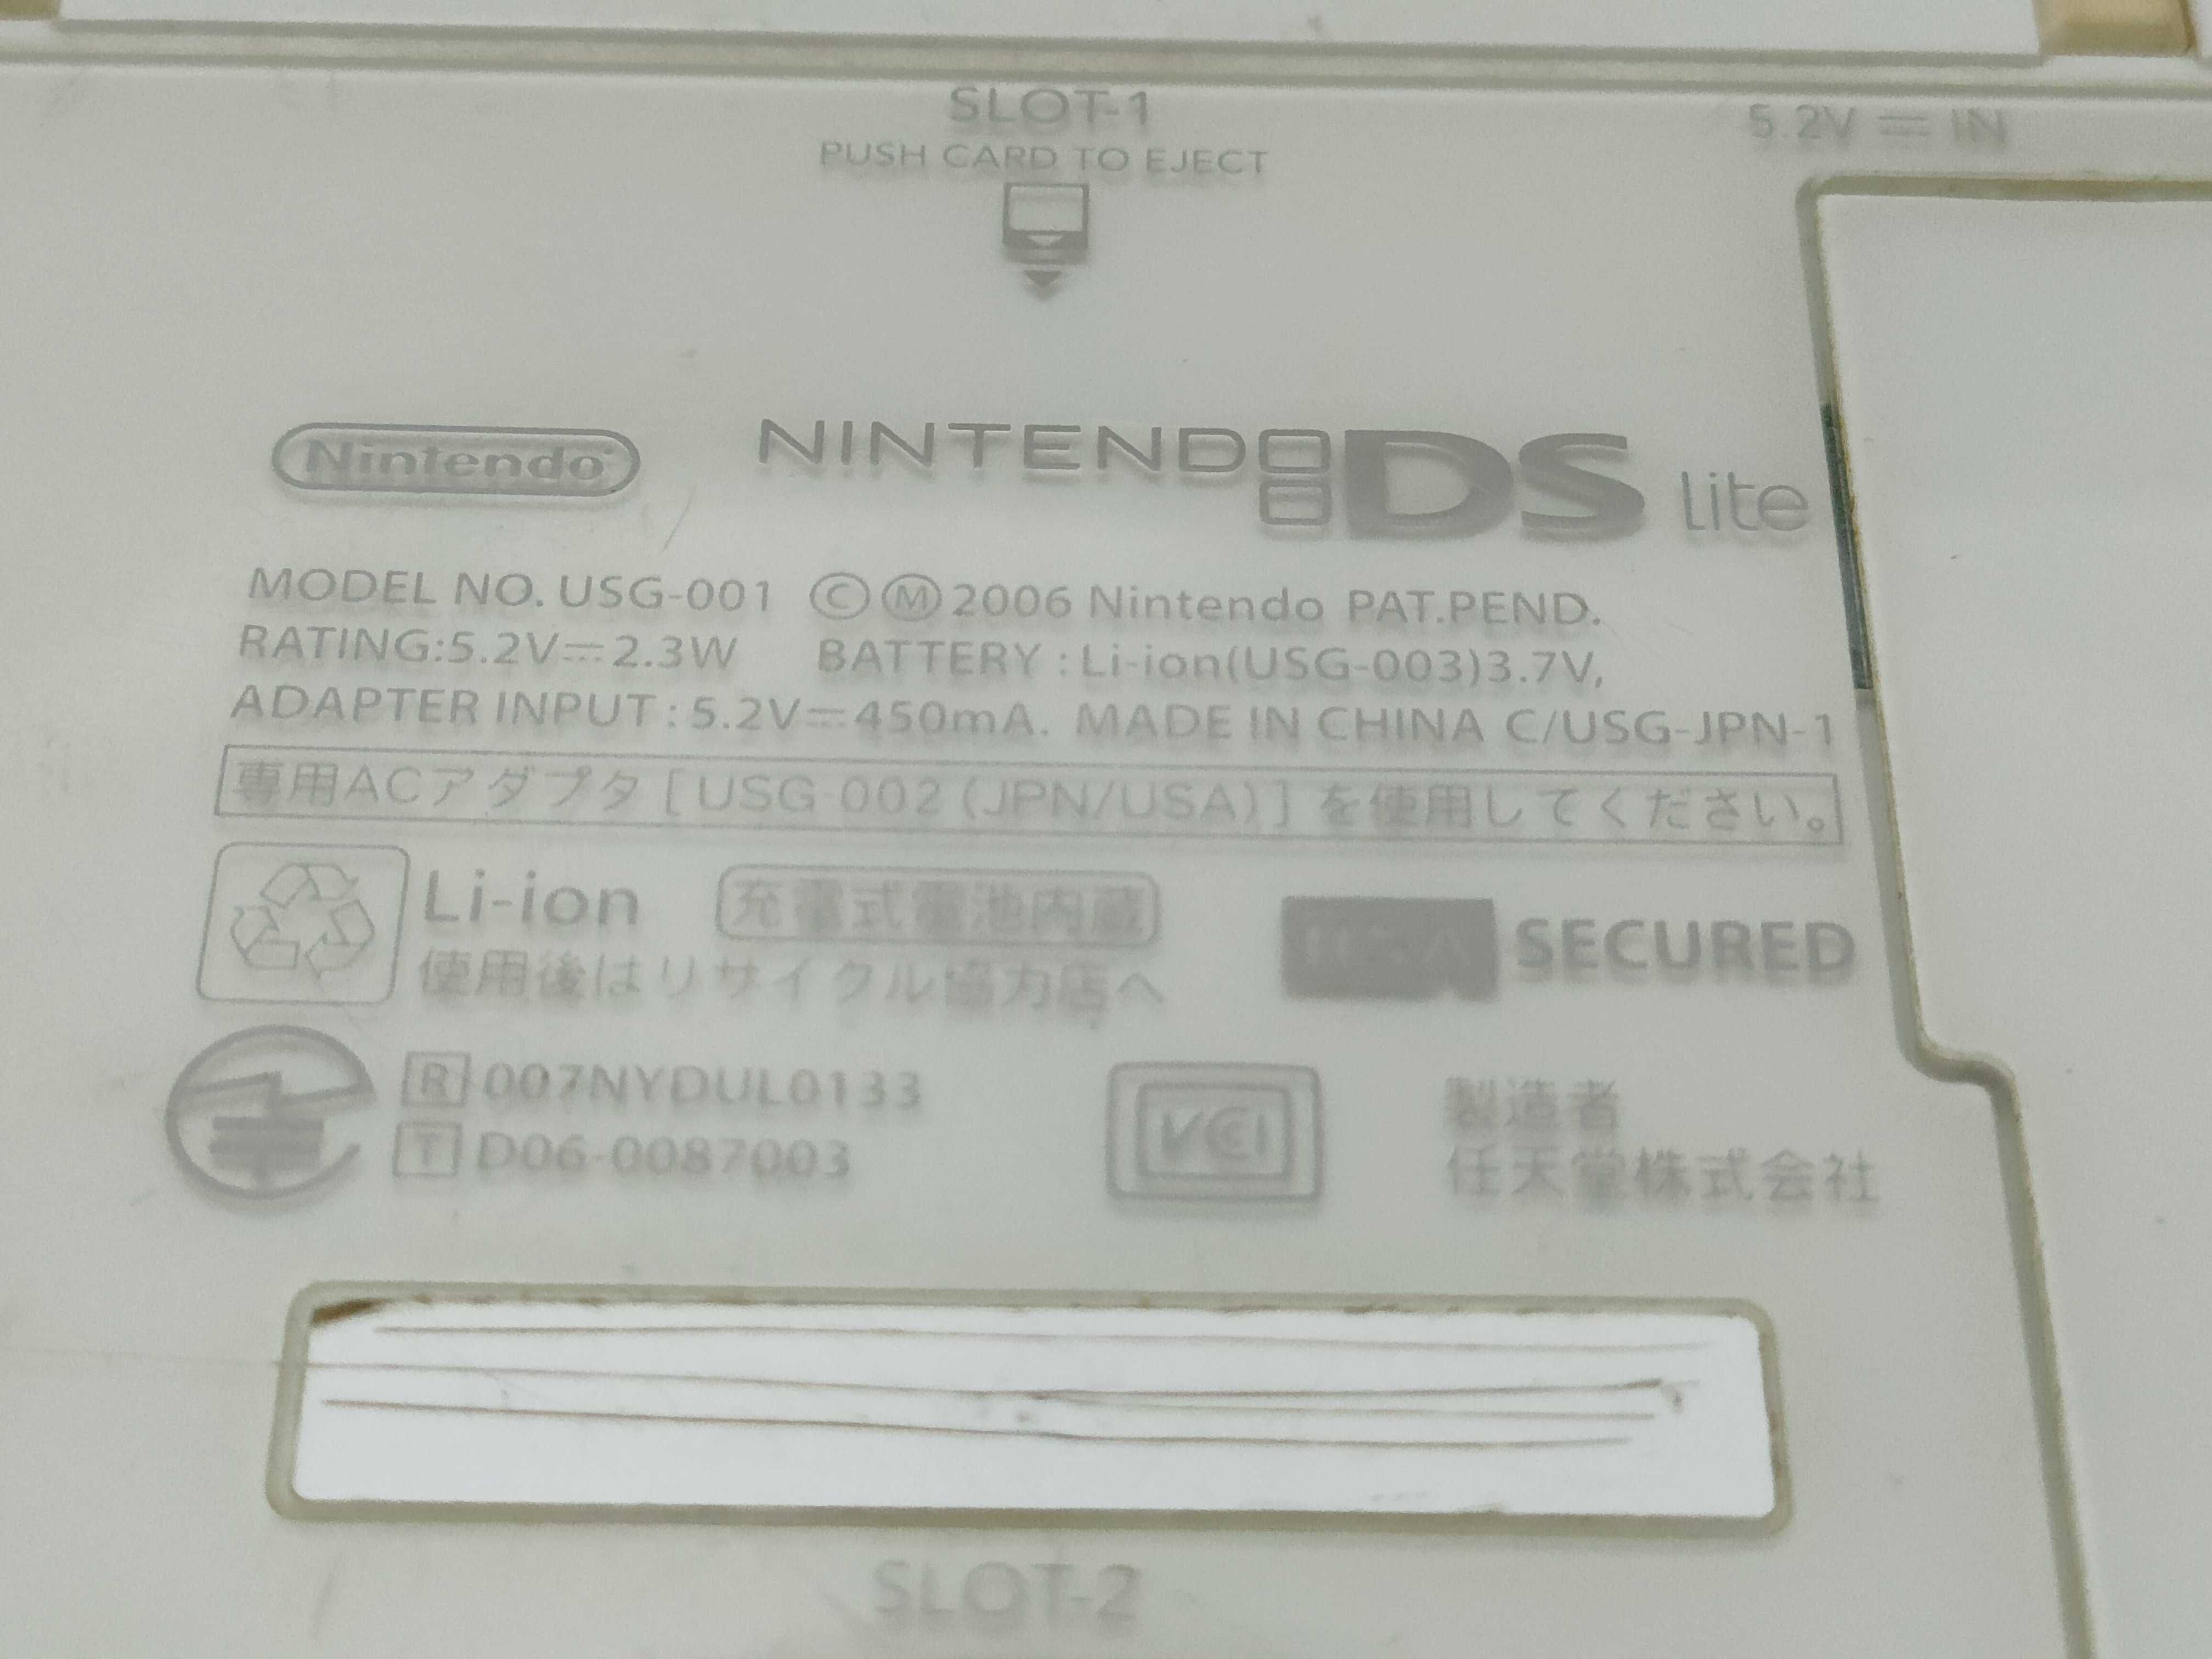 SLOT-1
PUSH CARD TO EJECT
5.2V ⎓ IN
Nintendo
NINTENDO DS lite
MODEL NO. USG-001 ©Ⓜ2006 Nintendo PAT.PEND.
RATING:5.2V⎓2.3W BATTERY : Li-ion(USG-003)3.7V,
ADAPTER INPUT : 5.2V⎓450mA. MADE IN CHINA C/USG-JPN-1
専用ACアダプタ [USG-002 (JPN/USA)] を使用してください。
Li-ion 充電式電池内蔵
使用後はリサイクル協力店へ
RSA SECURED
R 007NYDUL0133
T D06-0087003
VCCI
製造者
任天堂株式会社
SLOT-2